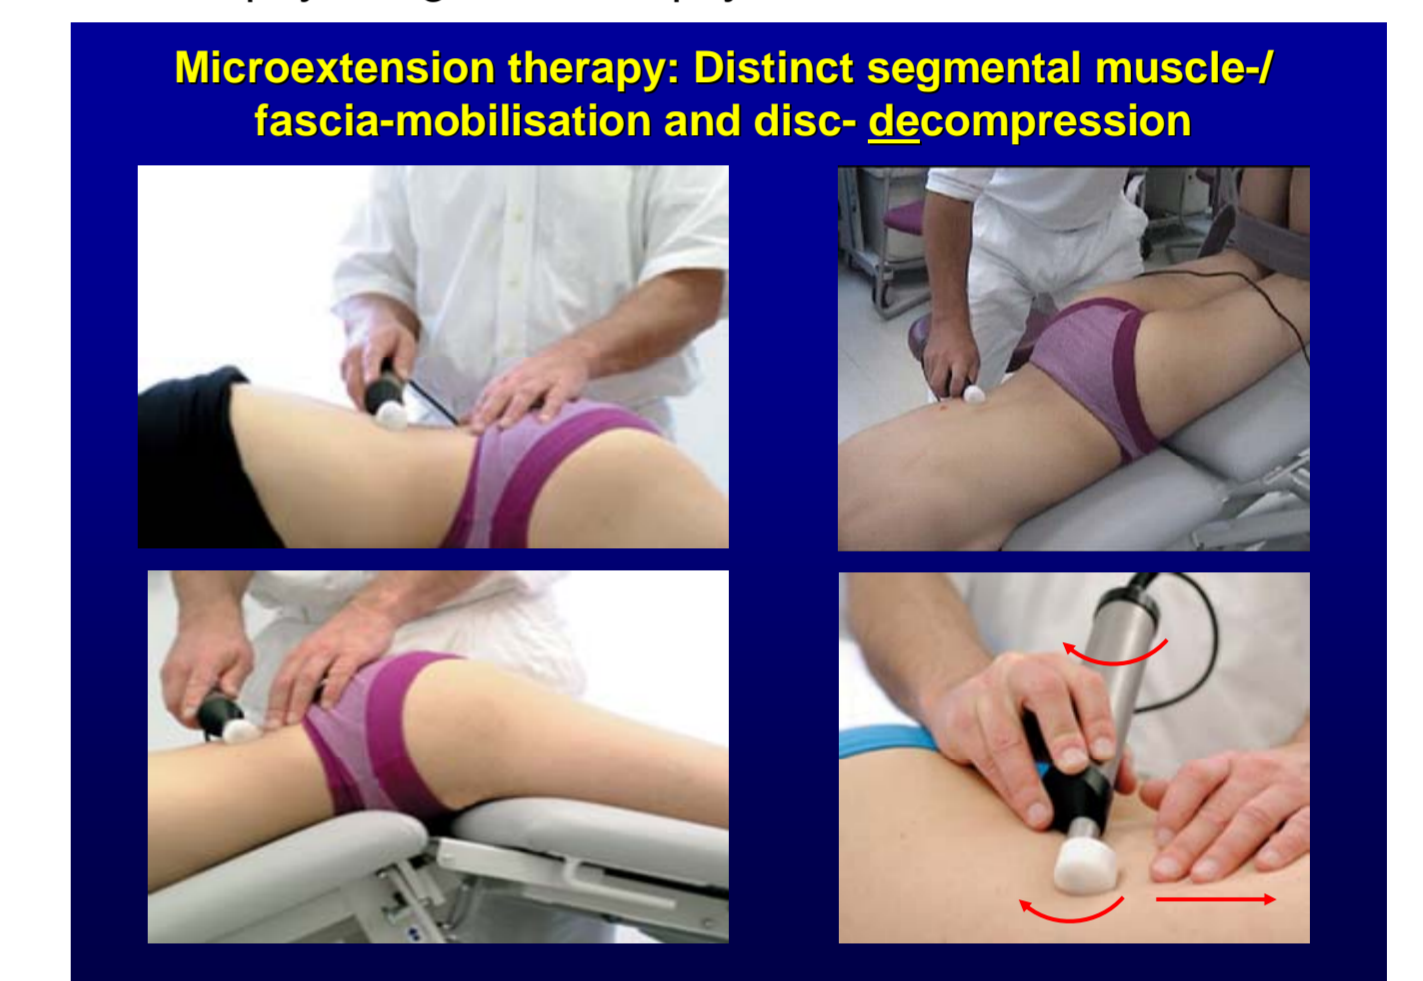 Microextension therapy: Distinct segmental muscle-/
fascia-mobilisation and disc- decompression